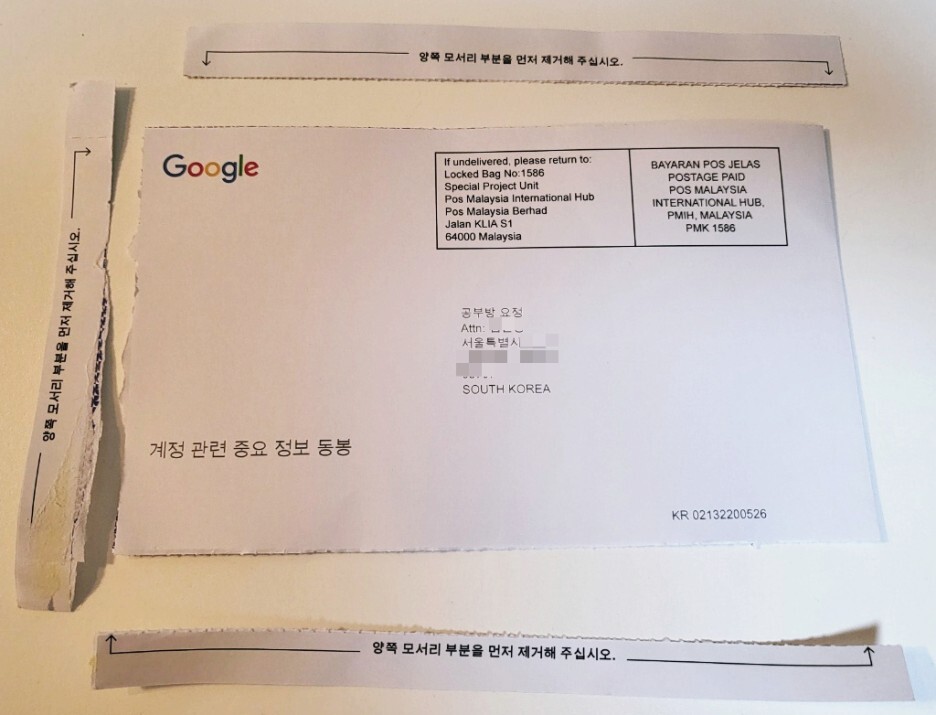 양쪽 모서리 부분을 먼저 제거해 주십시오.
양쪽 모서리 부분을 먼저 제거해 주십시오.
Google
If undelivered, please return to:
Locked Bag No:1586
Special Project Unit
Pos Malaysia International Hub
Pos Malaysia Berhad
Jalan KLIA S1
64000 Malaysia
BAYARAN POS JELAS
POSTAGE PAID
POS MALAYSIA
INTERNATIONAL HUB,
PMIH, MALAYSIA
PMK 1586
공부방 요정
Attn:
서울특별시
SOUTH KOREA
계정 관련 중요 정보 동봉
KR 02132200526
양쪽 모서리 부분을 먼저 제거해 주십시오.